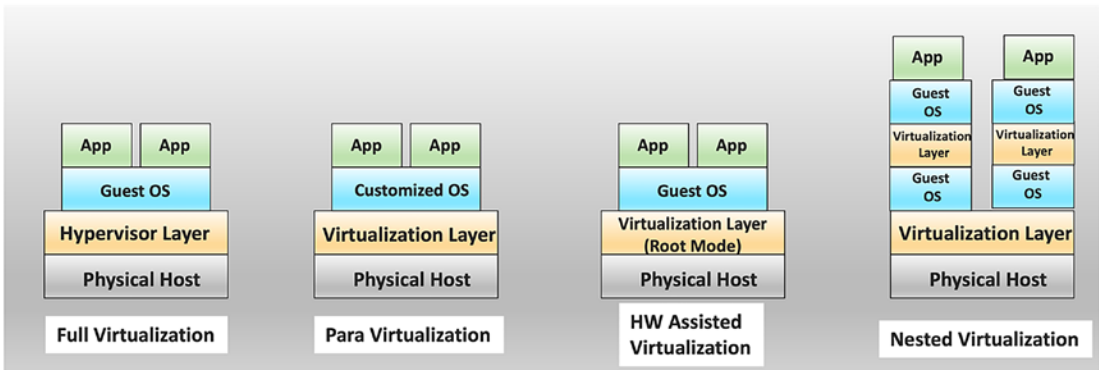 App App
Guest OS
Hypervisor Layer
Physical Host
Full Virtualization
App App
Customized OS
Virtualization Layer
Physical Host
Para Virtualization
App App
Guest OS
Virtualization Layer
(Root Mode)
Physical Host
HW Assisted
Virtualization
App
Guest
OS
Virtualization
Layer
Guest
OS
App
Guest
OS
Virtualization
Layer
Guest
OS
Virtualization Layer
Physical Host
Nested Virtualization